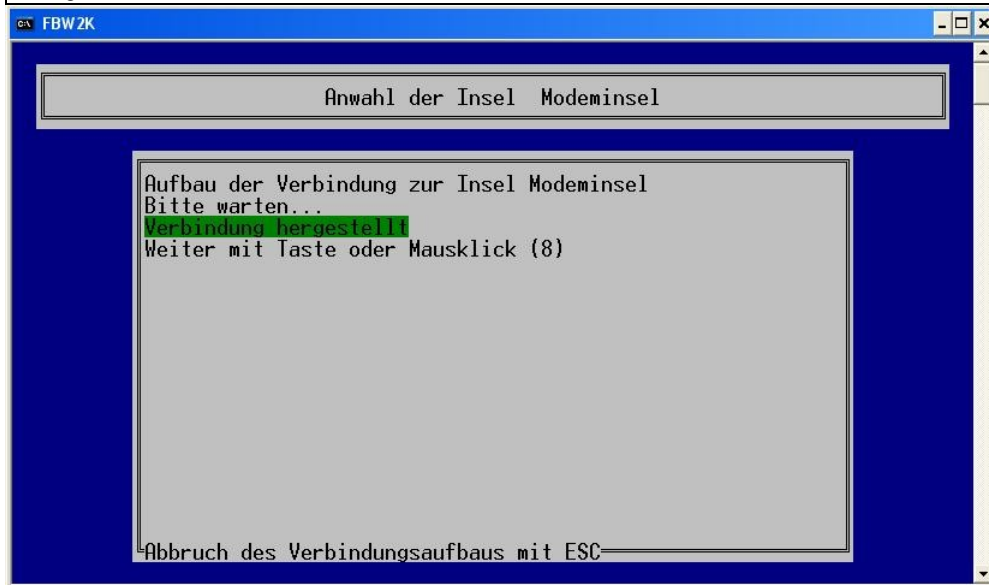 FBW2K
Anwahl der Insel Modeminsel
Aufbau der Verbindung zur Insel Modeminsel
Bitte warten...
Verbindung hergestellt
Weiter mit Taste oder Mausklick (8)
Abbruch des Verbindungsaufbaus mit ESC